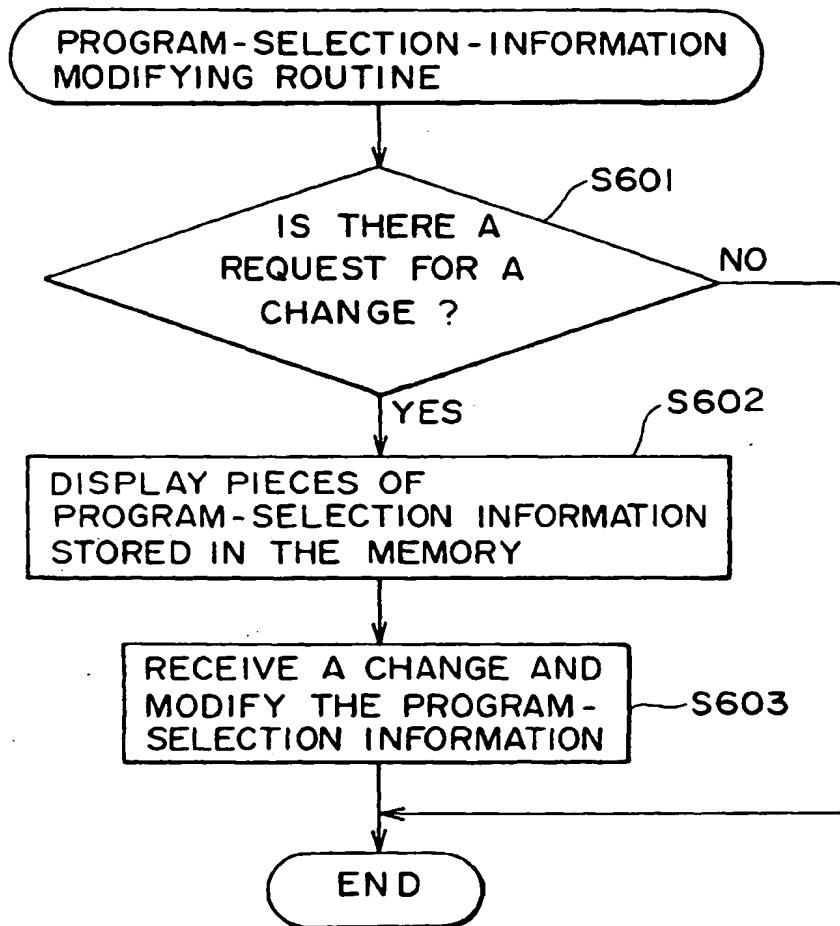 PROGRAM-SELECTION-INFORMATION
MODIFYING ROUTINE
S601
IS THERE A
REQUEST FOR A
CHANGE ?
NO
YES
S602
DISPLAY PIECES OF
PROGRAM-SELECTION INFORMATION
STORED IN THE MEMORY
RECEIVE A CHANGE AND
MODIFY THE PROGRAM-
SELECTION INFORMATION
S603
END